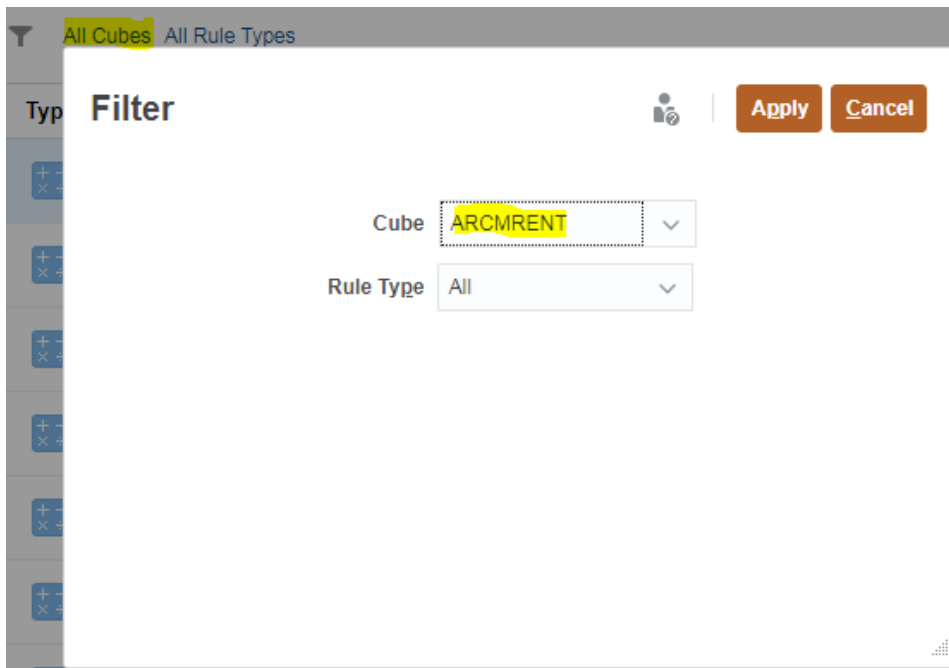 All Cubes All Rule Types
Typ
Filter
Apply
Cancel
Cube ARCMRENT
Rule Type All